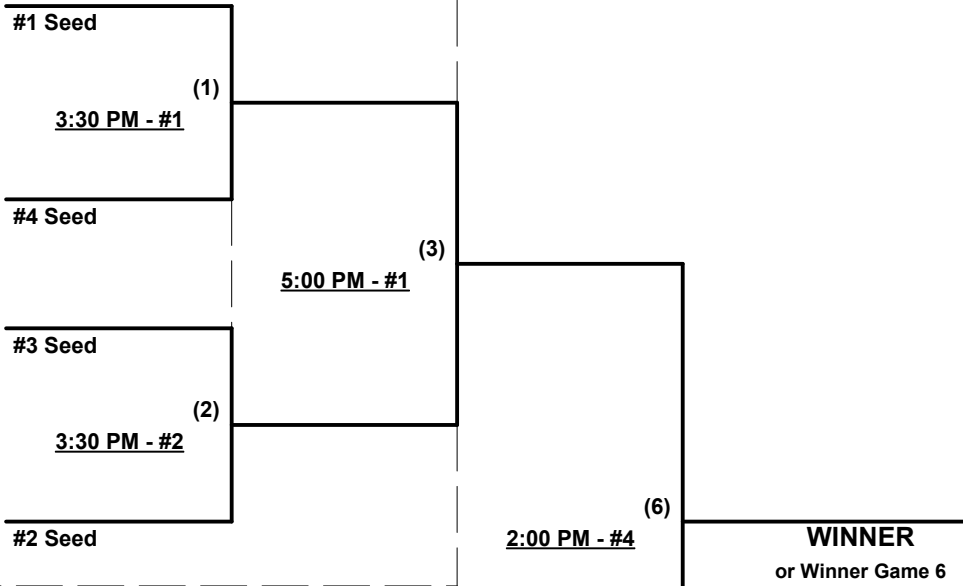 #1 Seed
(1)
3:30 PM - #1
#4 Seed
(3)
5:00 PM - #1
#3 Seed
(2)
3:30 PM - #2
#2 Seed
(6)
2:00 PM - #4
WINNER
or Winner Game 6